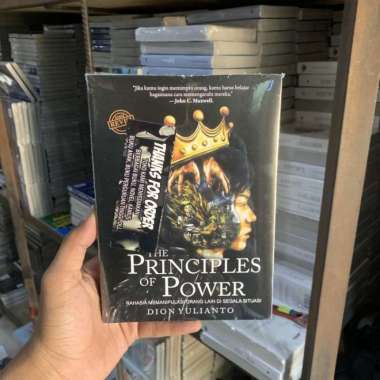 "Jika kamu ingin memimpin orang, kamu harus belajar
bagaimana cara memengaruhi mereka."
—John C. Maxwell.
THANKS FOR ORDER
THE
PRINCIPLES
OF POWER
RAHASIA MEMANIPULASI ORANG LAIN DI SEGALA SITUASI
DION YULIANTO